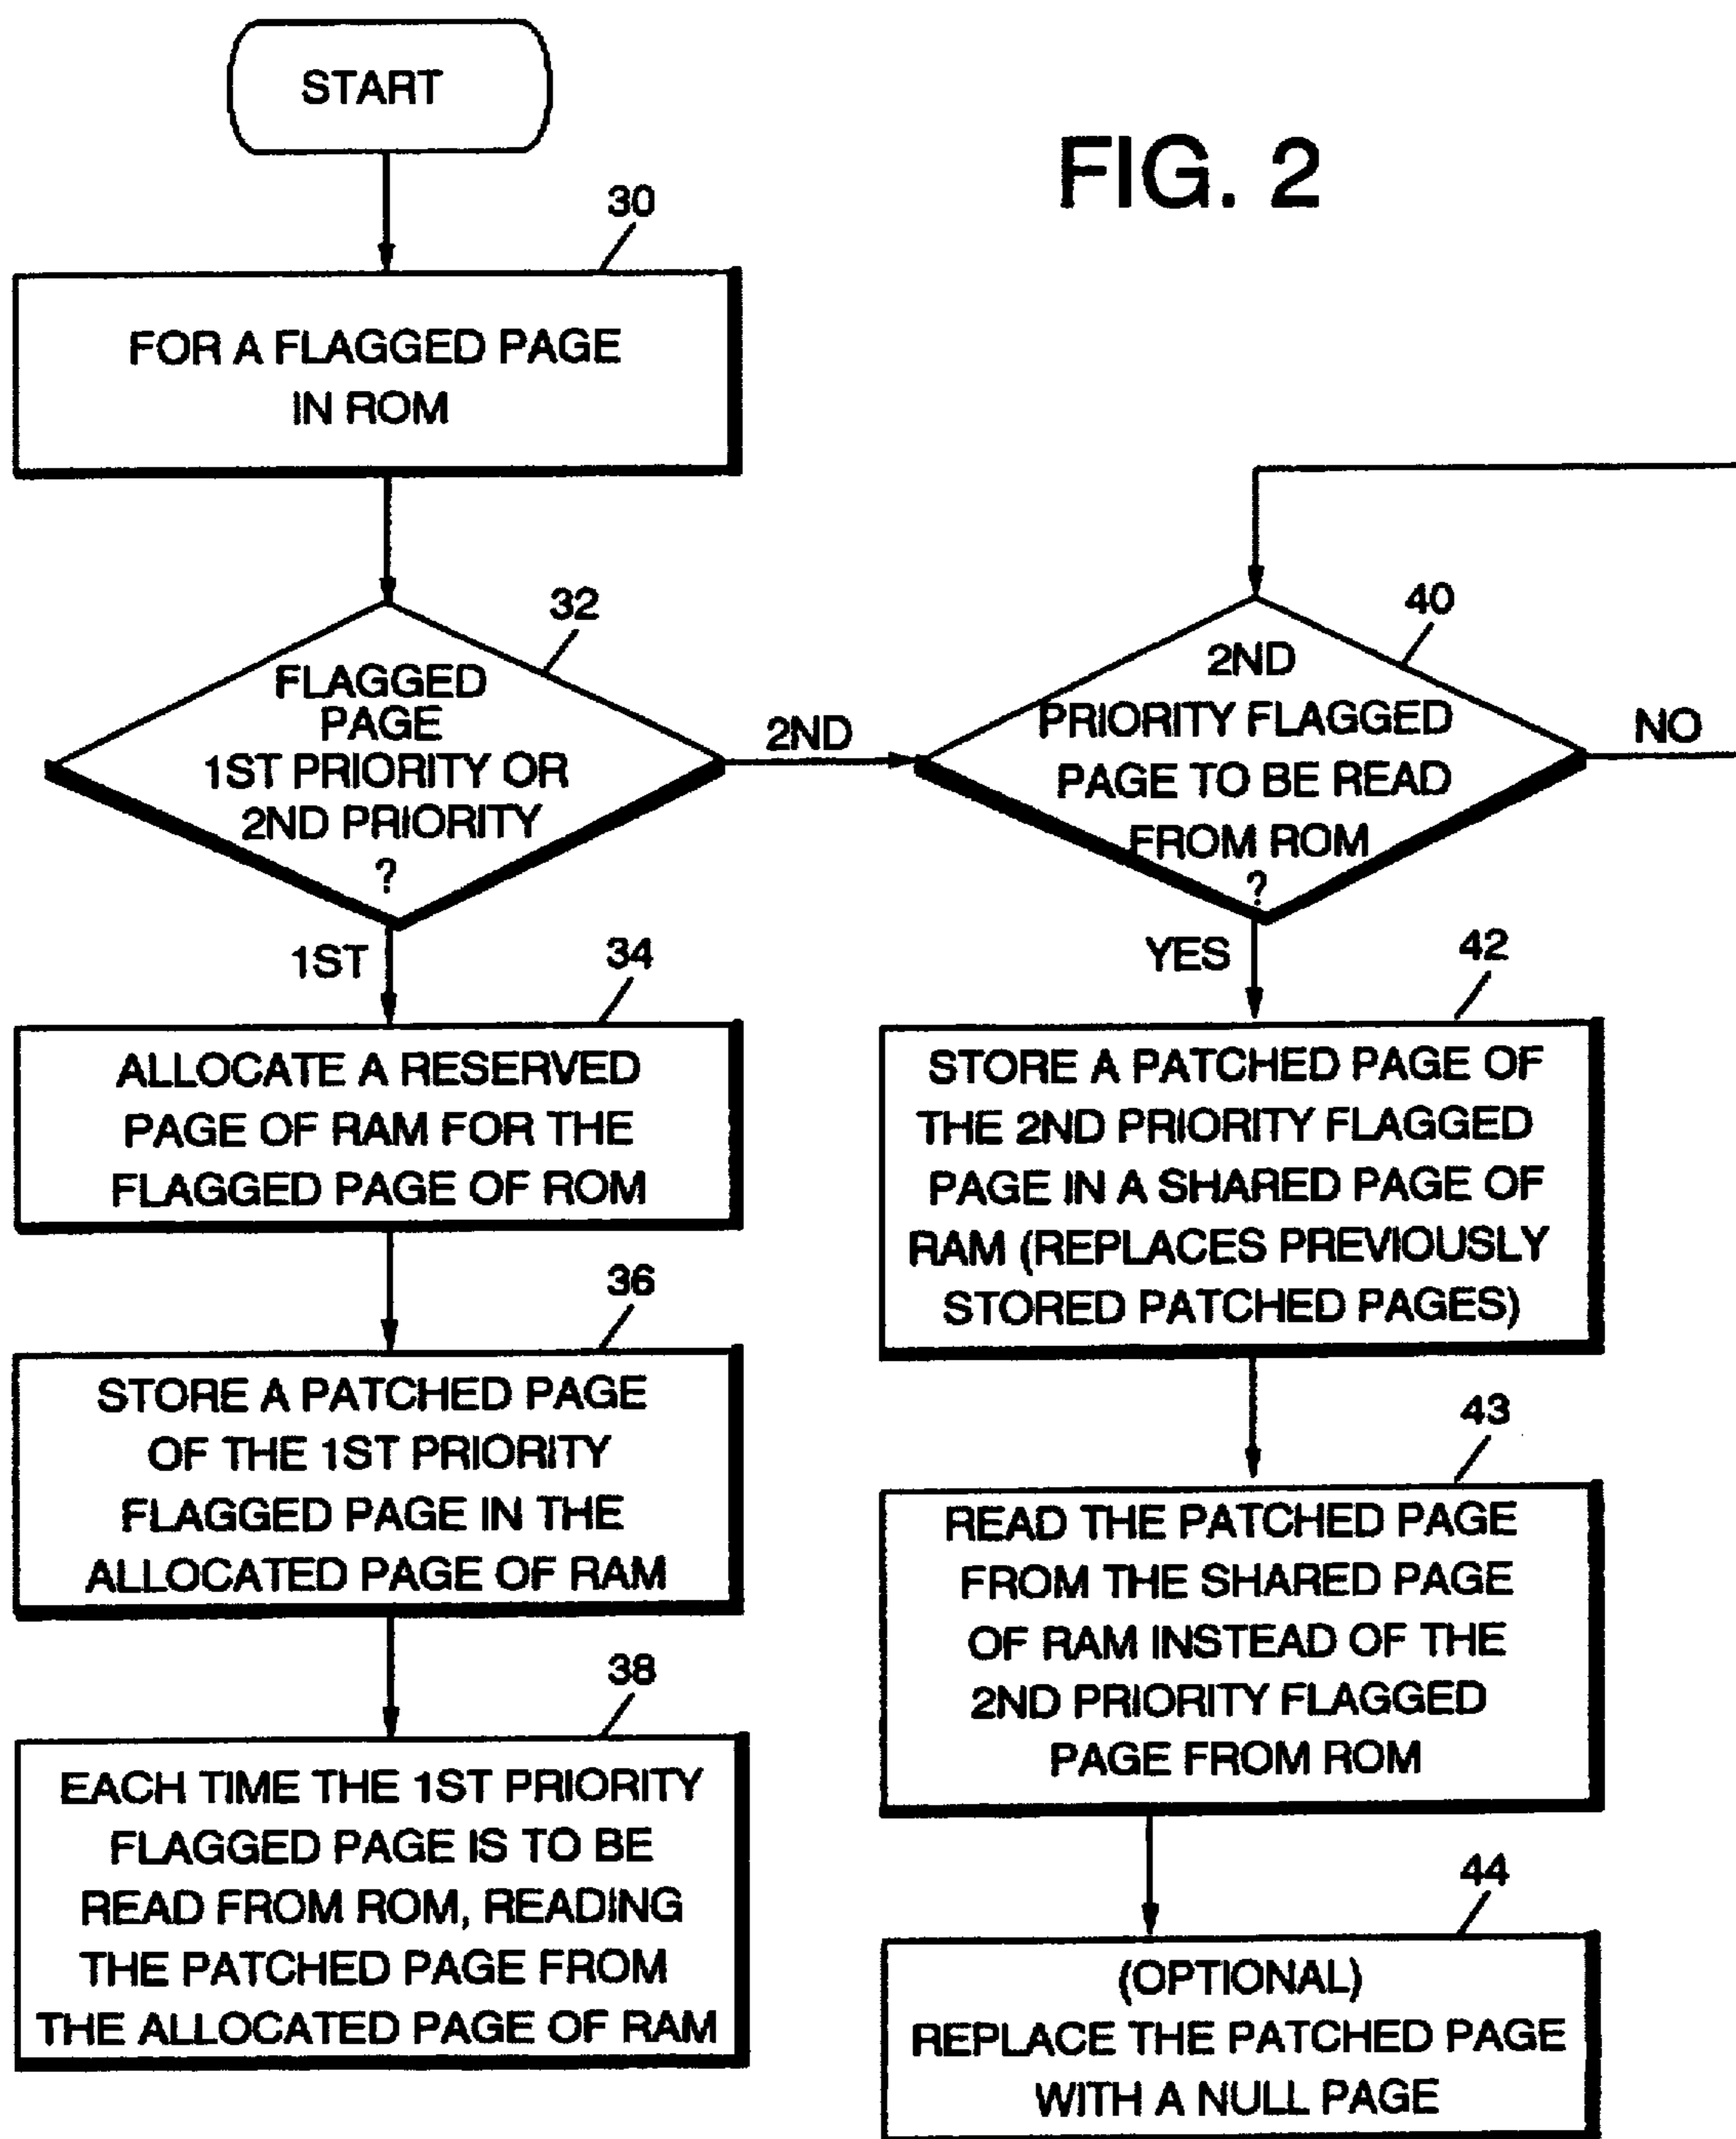 START
FIG. 2
30
FOR A FLAGGED PAGE
IN ROM
32
FLAGGED
PAGE
1ST PRIORITY OR
2ND PRIORITY
?
1ST
2ND
34
ALLOCATE A RESERVED
PAGE OF RAM FOR THE
FLAGGED PAGE OF ROM
36
STORE A PATCHED PAGE
OF THE 1ST PRIORITY
FLAGGED PAGE IN THE
ALLOCATED PAGE OF RAM
38
EACH TIME THE 1ST PRIORITY
FLAGGED PAGE IS TO BE
READ FROM ROM, READING
THE PATCHED PAGE FROM
THE ALLOCATED PAGE OF RAM
40
2ND
PRIORITY FLAGGED
PAGE TO BE READ
FROM ROM
?
NO
YES
42
STORE A PATCHED PAGE OF
THE 2ND PRIORITY FLAGGED
PAGE IN A SHARED PAGE OF
RAM (REPLACES PREVIOUSLY
STORED PATCHED PAGES)
43
READ THE PATCHED PAGE
FROM THE SHARED PAGE
OF RAM INSTEAD OF THE
2ND PRIORITY FLAGGED
PAGE FROM ROM
44
(OPTIONAL)
REPLACE THE PATCHED PAGE
WITH A NULL PAGE